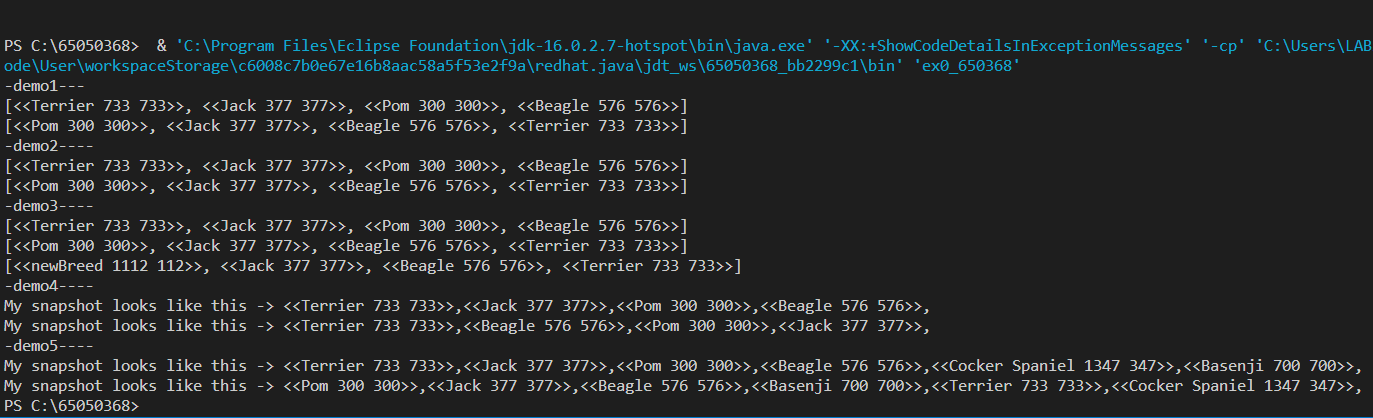 PS C:\65050368>  & 'C:\Program Files\Eclipse Foundation\jdk-16.0.2.7-hotspot\bin\java.exe' '-XX:+ShowCodeDetailsInExceptionMessages' '-cp' 'C:\Users\LAB
ode\User\workspaceStorage\c6008c7b0e67e16b8aac58a5f53e2f9a\redhat.java\jdt_ws\65050368_bb2299c1\bin' 'ex0_650368'
-demo1---
[<<Terrier 733 733>>, <<Jack 377 377>>, <<Pom 300 300>>, <<Beagle 576 576>>]
[<<Pom 300 300>>, <<Jack 377 377>>, <<Beagle 576 576>>, <<Terrier 733 733>>]
-demo2----
[<<Terrier 733 733>>, <<Jack 377 377>>, <<Pom 300 300>>, <<Beagle 576 576>>]
[<<Pom 300 300>>, <<Jack 377 377>>, <<Beagle 576 576>>, <<Terrier 733 733>>]
-demo3----
[<<Terrier 733 733>>, <<Jack 377 377>>, <<Pom 300 300>>, <<Beagle 576 576>>]
[<<Pom 300 300>>, <<Jack 377 377>>, <<Beagle 576 576>>, <<Terrier 733 733>>]
[<<newBreed 1112 112>>, <<Jack 377 377>>, <<Beagle 576 576>>, <<Terrier 733 733>>]
-demo4----
My snapshot looks like this -> <<Terrier 733 733>>,<<Jack 377 377>>,<<Pom 300 300>>,<<Beagle 576 576>>,
My snapshot looks like this -> <<Terrier 733 733>>,<<Beagle 576 576>>,<<Pom 300 300>>,<<Jack 377 377>>,
-demo5----
My snapshot looks like this -> <<Terrier 733 733>>,<<Jack 377 377>>,<<Pom 300 300>>,<<Beagle 576 576>>,<<Cocker Spaniel 1347 347>>,<<Basenji 700 700>>,
My snapshot looks like this -> <<Pom 300 300>>,<<Jack 377 377>>,<<Beagle 576 576>>,<<Basenji 700 700>>,<<Terrier 733 733>>,<<Cocker Spaniel 1347 347>>,
PS C:\65050368>